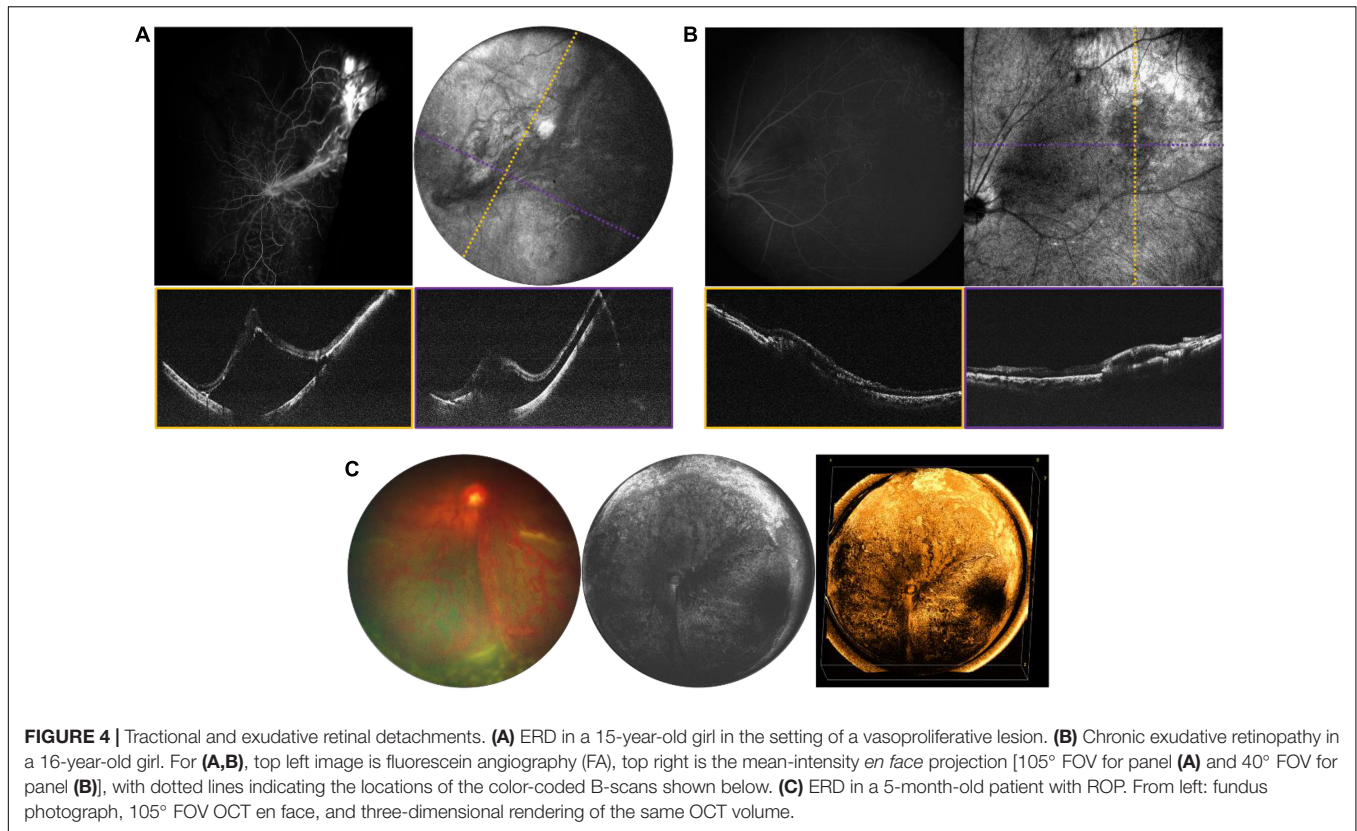 A
B
C
FIGURE 4 | Tractional and exudative retinal detachments. (A) ERD in a 15-year-old girl in the setting of a vasoproliferative lesion. (B) Chronic exudative retinopathy in
a 16-year-old girl. For (A,B), top left image is fluorescein angiography (FA), top right is the mean-intensity en face projection [105° FOV for panel (A) and 40° FOV for
panel (B)], with dotted lines indicating the locations of the color-coded B-scans shown below. (C) ERD in a 5-month-old patient with ROP. From left: fundus
photograph, 105° FOV OCT en face, and three-dimensional rendering of the same OCT volume.